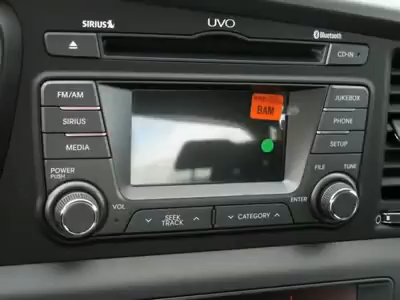 SIRIUS
UVO
Bluetooth
CD-IN
FM/AM
SIRIUS
MEDIA
BAM
JUKEBOX
PHONE
SETUP
POWER
PUSH
VOL
SEEK
TRACK
CATEGORY
ENTER
FILE
TUNE